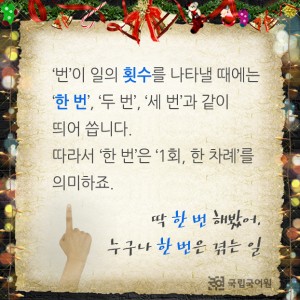 ‘번’이 일의 횟수를 나타낼 때에는
‘한 번’, ‘두 번’, ‘세 번’과 같이
띄어 씁니다.
따라서 ‘한 번’은 ‘1회, 한 차례’를
의미하죠.
딱 한 번 해봤어,
누구나 한 번은 겪는 일
국립국어원